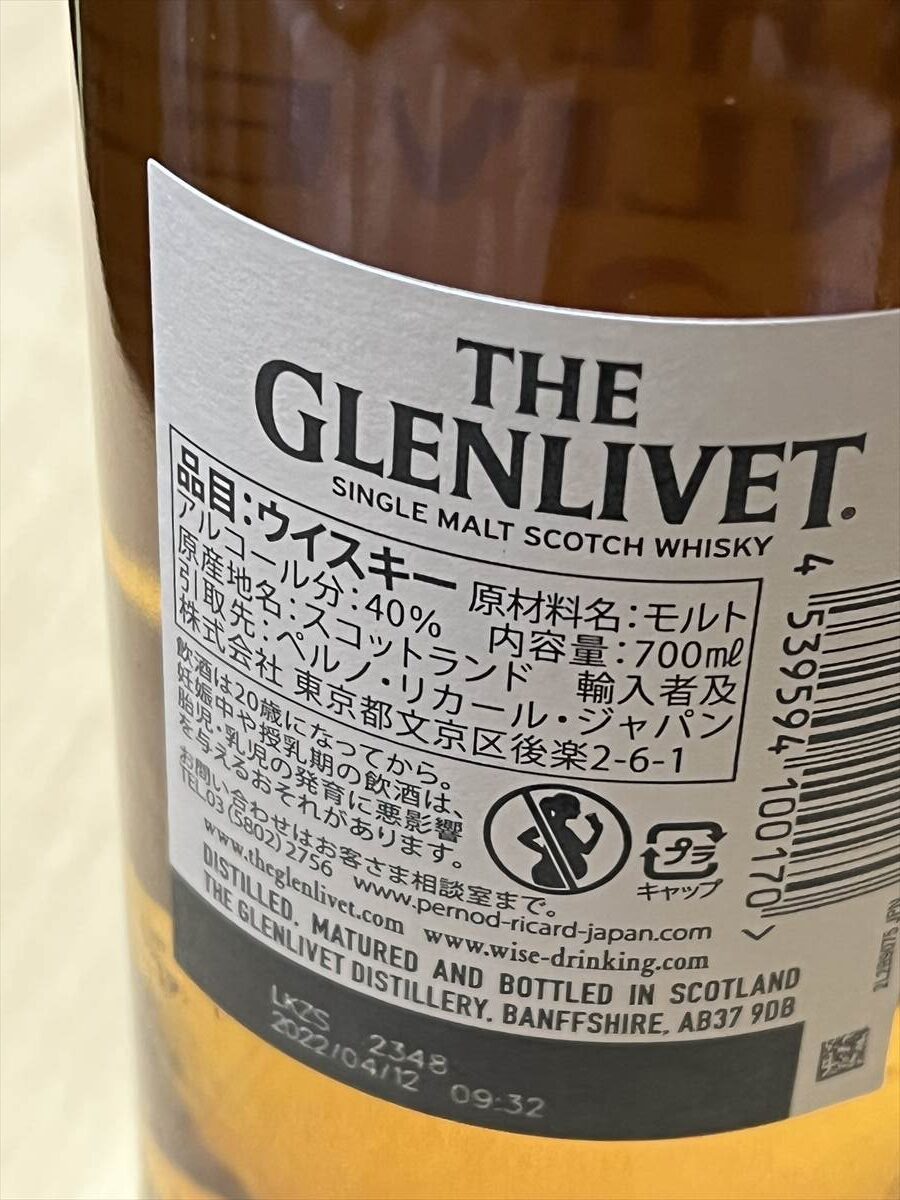 THE
GLENLIVET.
SINGLE MALT SCOTCH WHISKY
品目：ウイスキー 原材料名：モルト
アルコール分：40% 内容量：700㎖
原産地名：スコットランド 輸入者及
引取先：ペルノ・リカール・ジャパン
株式会社 東京都文京区後楽2-6-1
飲酒は20歳になってから。
妊娠中や授乳期の飲酒は、
胎児・乳児の発育に悪影響
を与えるおそれがあります。
お問い合わせはお客さま相談室まで。
TEL.03 (5802) 2756 www.pernod-ricard-japan.com
www.theglenlivet.com www.wise-drinking.com
プラ
キャップ
DISTILLED, MATURED AND BOTTLED IN SCOTLAND
THE GLENLIVET DISTILLERY, BANFFSHIRE, AB37 9DB
4 539594 100170 >
LKZS 2348
2022/04/12 09:32